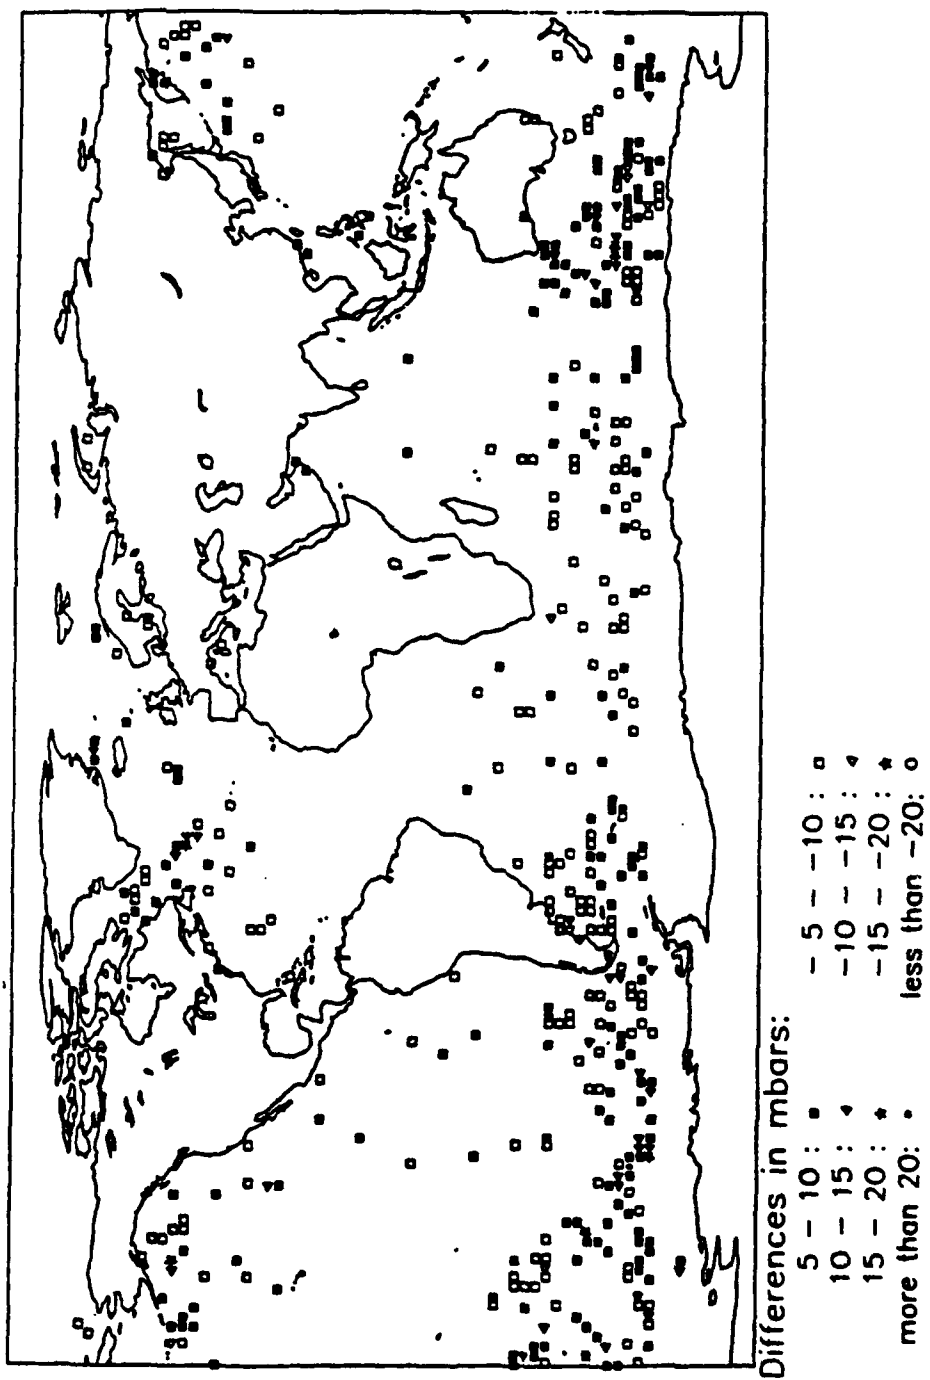 Differences in mbars:
5 – 10 : ▪ – 5 – –10 : □
10 – 15 : ◂ –10 – –15 : ◃
15 – 20 : ★ –15 – –20 : ★
more than 20: • less than –20: ○